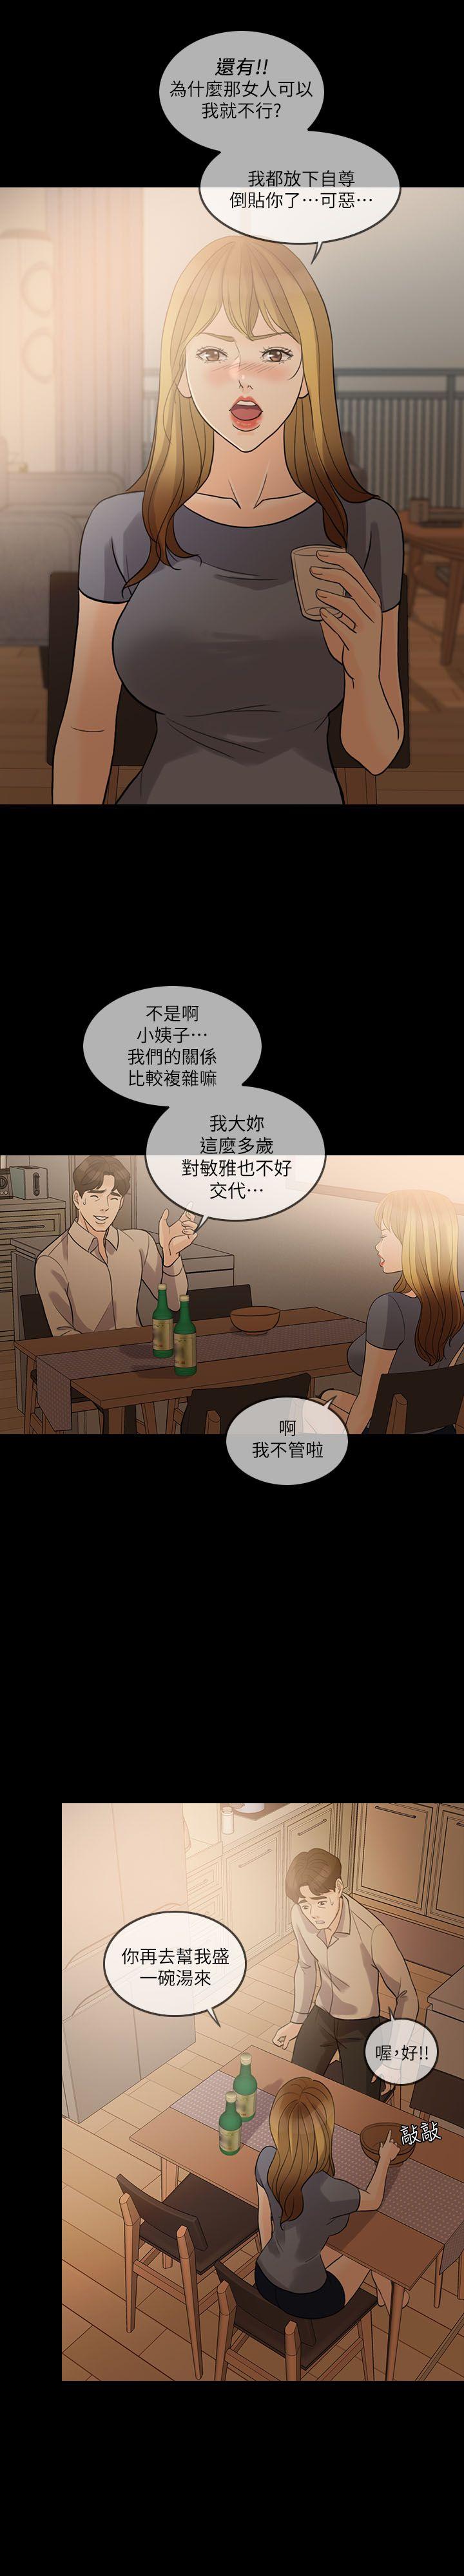 還有!!
為什麼那女人可以
我就不行?
我都放下自尊
倒貼你了…可惡…
不是啊
小姨子…
我們的關係
比較複雜嘛
我大妳
這麼多歲
對敏雅也不好
交代…
啊
我不管啦
你再去幫我盛
一碗湯來
喔，好!!
敲敲